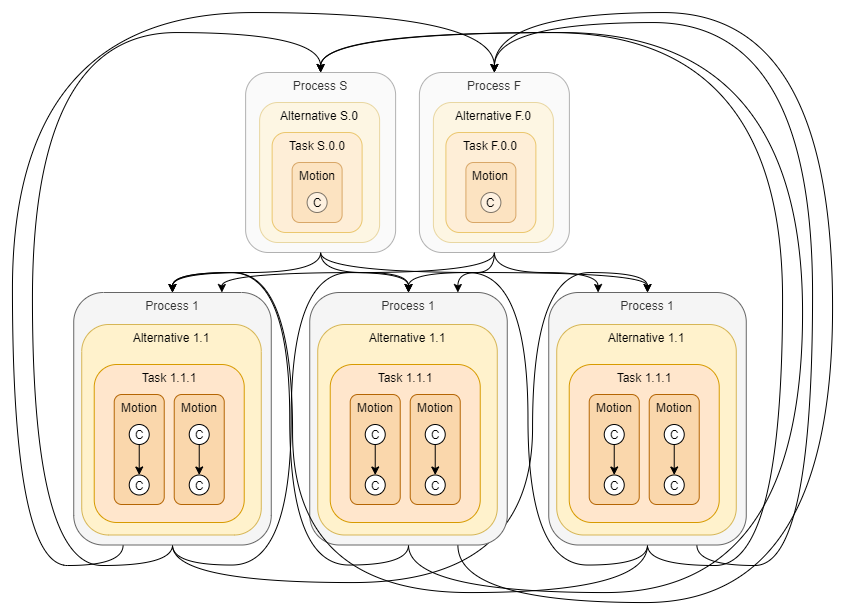 Process S
Process F
Alternative S.0
Alternative F.0
Task S.0.0
Task F.0.0
Motion
Motion
C
C
Process 1
Process 1
Process 1
Alternative 1.1
Alternative 1.1
Alternative 1.1
Task 1.1.1
Task 1.1.1
Task 1.1.1
Motion
Motion
Motion
Motion
Motion
Motion
C
C
C
C
C
C
C
C
C
C
C
C